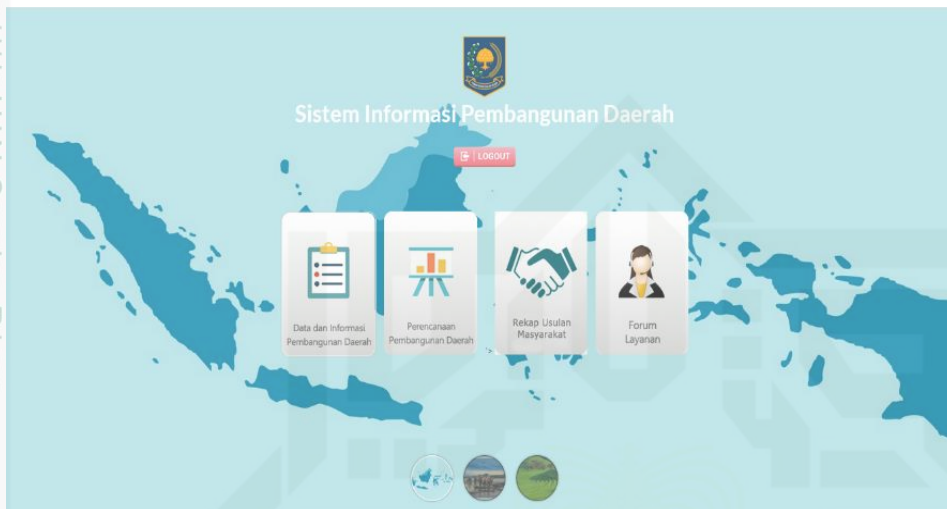 Sistem Informasi Pembangunan Daerah
LOGOUT
Data dan Informasi
Pembangunan Daerah
Perencanaan
Pembangunan Daerah
Rekap Usulan
Masyarakat
Forum
Layanan